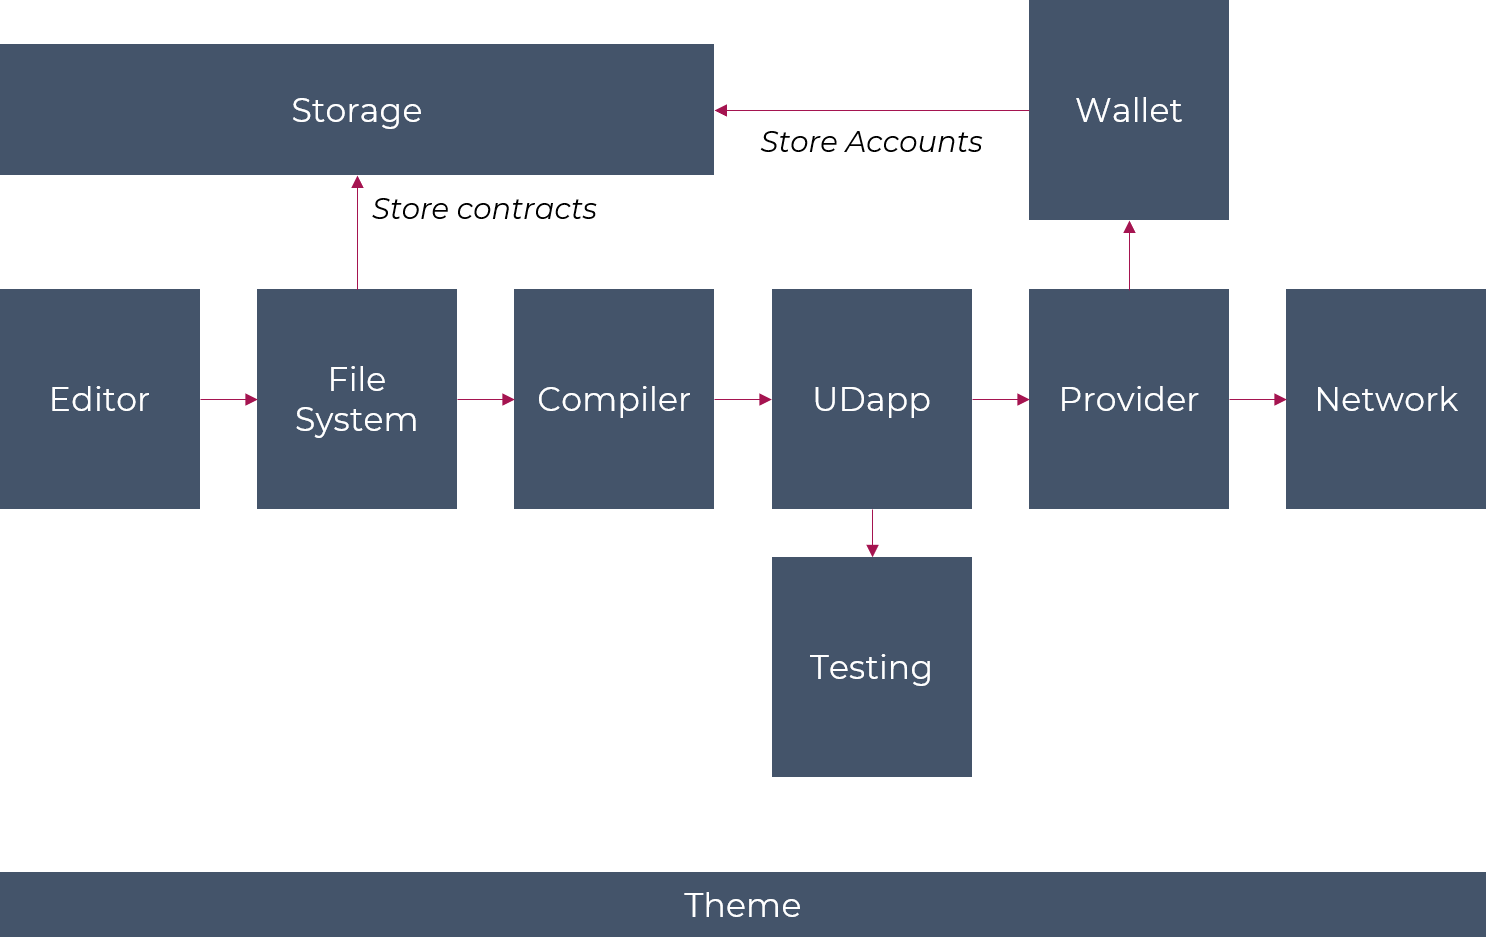 Storage
Wallet
Store Accounts
Store contracts
Editor
File
System
Compiler
UDapp
Provider
Network
Testing
Theme